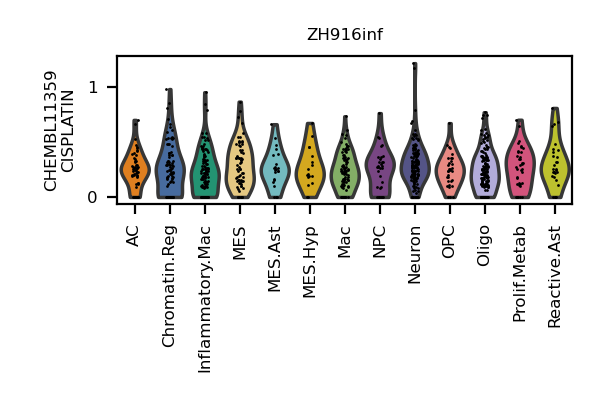 ZH916inf
CHEMBL11359
CISPLATIN
1
0
AC
Chromatin.Reg
Inflammatory.Mac
MES
MES.Ast
MES.Hyp
Mac
NPC
Neuron
OPC
Oligo
Prolif.Metab
Reactive.Ast